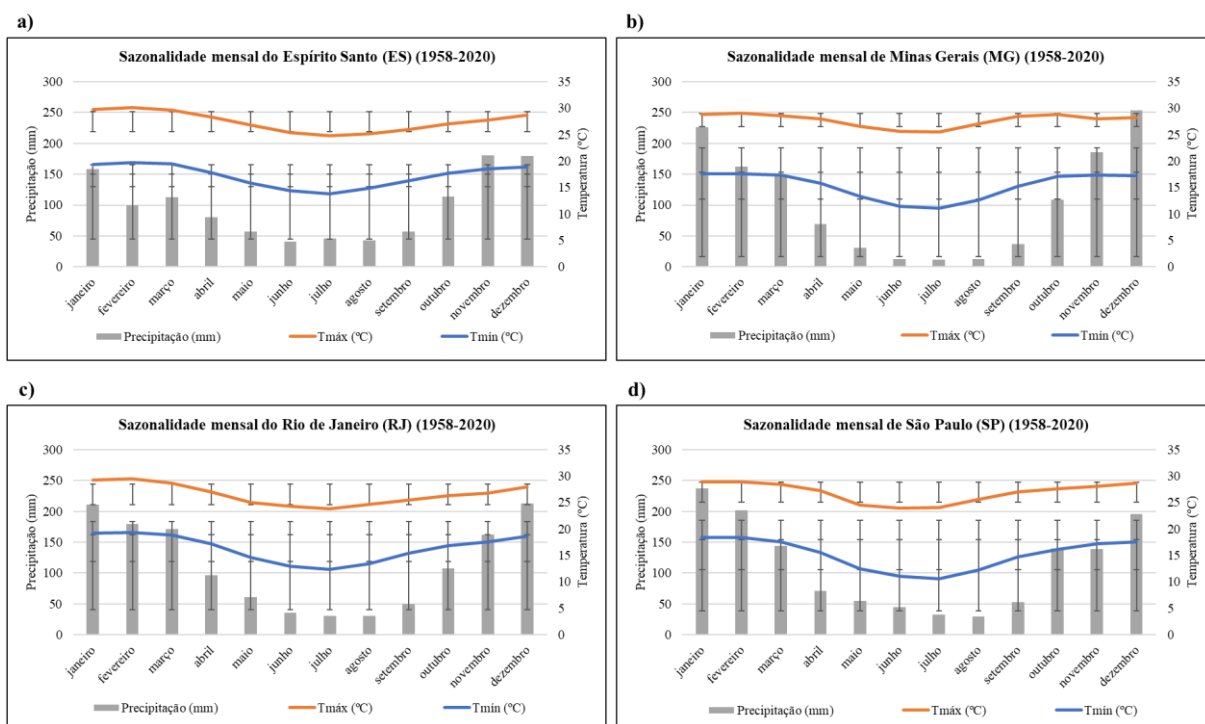 a)
Sazonalidade mensal do Espírito Santo (ES) (1958-2020)
Precipitação (mm)
300
250
200
150
100
50
0
Temperatura (ºC)
35
30
25
20
15
10
5
0
janeiro
fevereiro
março
abril
maio
junho
julho
agosto
setembro
outubro
novembro
dezembro
Precipitação (mm) Tmáx (ºC) Tmín (ºC)
b)
Sazonalidade mensal de Minas Gerais (MG) (1958-2020)
Precipitação (mm)
300
250
200
150
100
50
0
Temperatura (ºC)
35
30
25
20
15
10
5
0
janeiro
fevereiro
março
abril
maio
junho
julho
agosto
setembro
outubro
novembro
dezembro
Precipitação (mm) Tmáx (ºC) Tmín (ºC)
c)
Sazonalidade mensal do Rio de Janeiro (RJ) (1958-2020)
Precipitação (mm)
300
250
200
150
100
50
0
Temperatura (ºC)
35
30
25
20
15
10
5
0
janeiro
fevereiro
março
abril
maio
junho
julho
agosto
setembro
outubro
novembro
dezembro
Precipitação (mm) Tmáx (ºC) Tmín (ºC)
d)
Sazonalidade mensal de São Paulo (SP) (1958-2020)
Precipitação (mm)
300
250
200
150
100
50
0
Temperatura (ºC)
35
30
25
20
15
10
5
0
janeiro
fevereiro
março
abril
maio
junho
julho
agosto
setembro
outubro
novembro
dezembro
Precipitação (mm) Tmáx (ºC) Tmín (ºC)